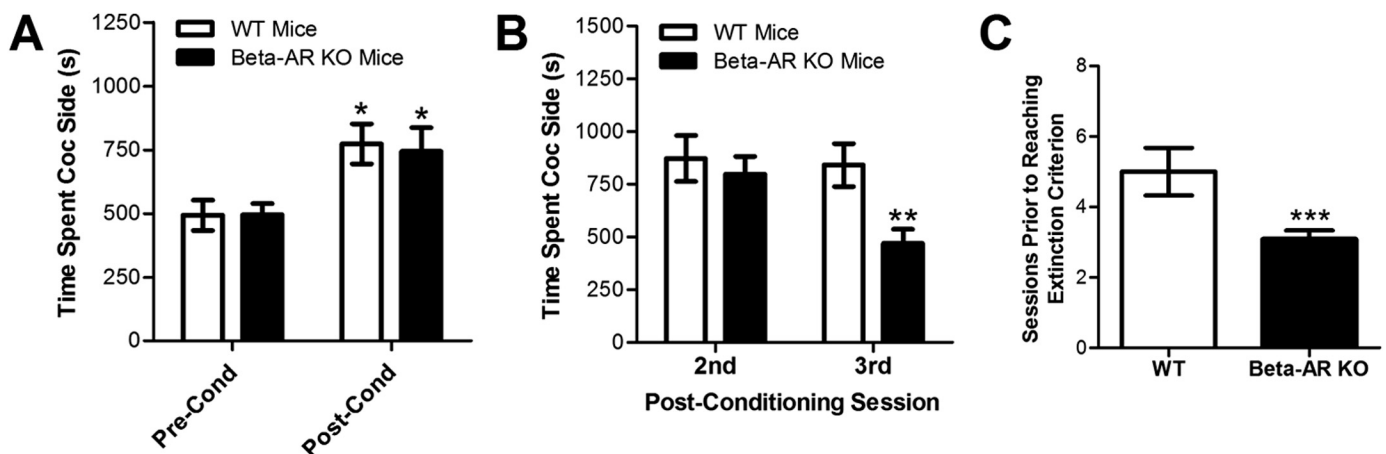 A
Time Spent Coc Side (s)
1250
1000
750
500
250
0
WT Mice
Beta-AR KO Mice
*
*
Pre-Cond
Post-Cond
B
Time Spent Coc Side (s)
1500
1250
1000
750
500
250
0
WT Mice
Beta-AR KO Mice
**
2nd
3rd
Post-Conditioning Session
C
Sessions Prior to Reaching
Extinction Criterion
8
6
4
2
0
***
WT
Beta-AR KO